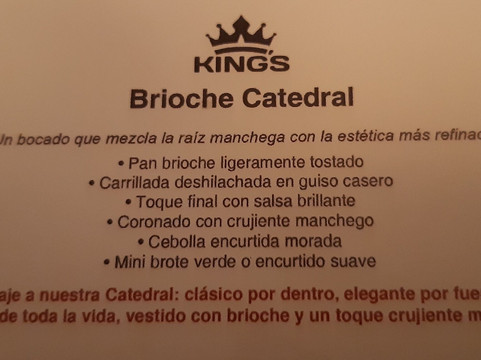 KING'S
Brioche Catedral
Un bocado que mezcla la raíz manchega con la estética más refinad
• Pan brioche ligeramente tostado
• Carrillada deshilachada en guiso casero
• Toque final con salsa brillante
• Coronado con crujiente manchego
• Cebolla encurtida morada
• Mini brote verde o encurtido suave
aje a nuestra Catedral: clásico por dentro, elegante por fue
de toda la vida, vestido con brioche y un toque crujiente m